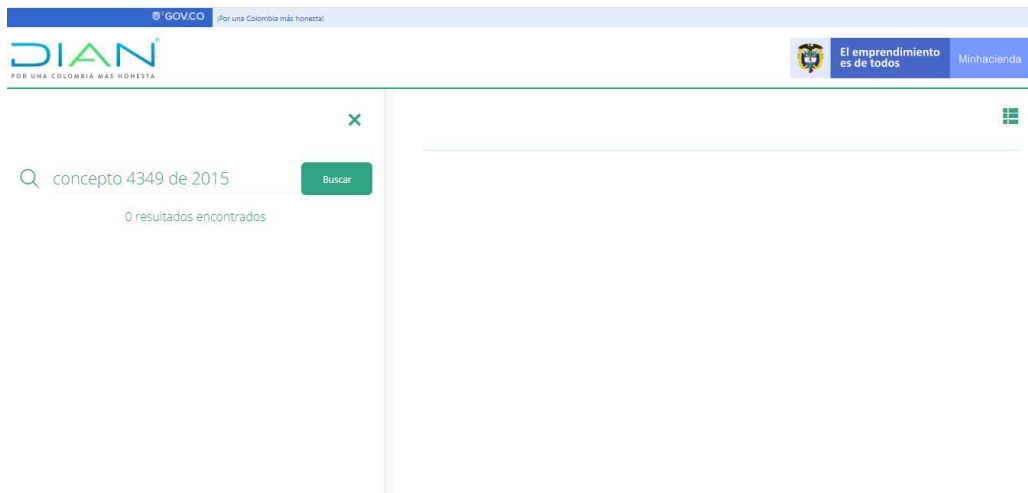 GOV.CO
¡Por una Colombia más honesta!
DIAN
POR UNA COLOMBIA MÁS HONESTA
El emprendimiento
es de todos
Minhacienda
concepto 4349 de 2015
Buscar
0 resultados encontrados